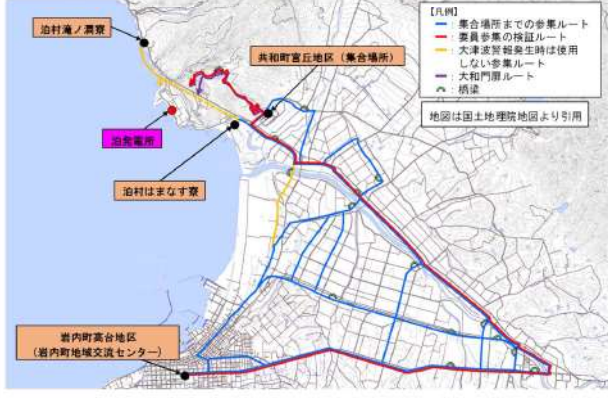 【凡例】
泊村滝ノ澗寮
：集合場所までの参集ルート
：委員参集の検証ルート
共和町宮丘地区（集合場所）
：大津波警報発生時は使用
しない参集ルート
：大和門扉ルート
：橋梁
地図は国土地理院地図より引用
泊発電所
泊村はまなす寮
岩内町高台地区
（岩内町地域交流センター）